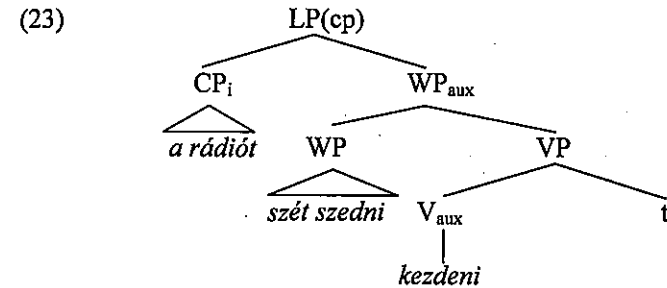 (23) LP(cp)
CPᵢ WPₐᵤₓ
a rádiót WP VP
szét szedni Vₐᵤₓ t
kezdeni